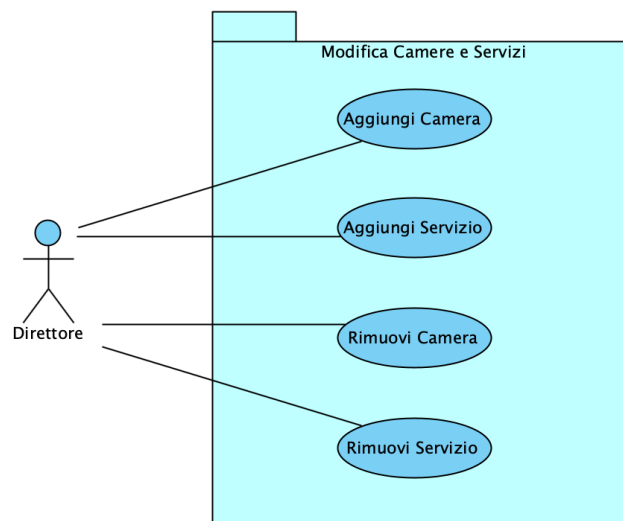 Modifica Camere e Servizi
Aggiungi Camera
Aggiungi Servizio
Direttore
Rimuovi Camera
Rimuovi Servizio